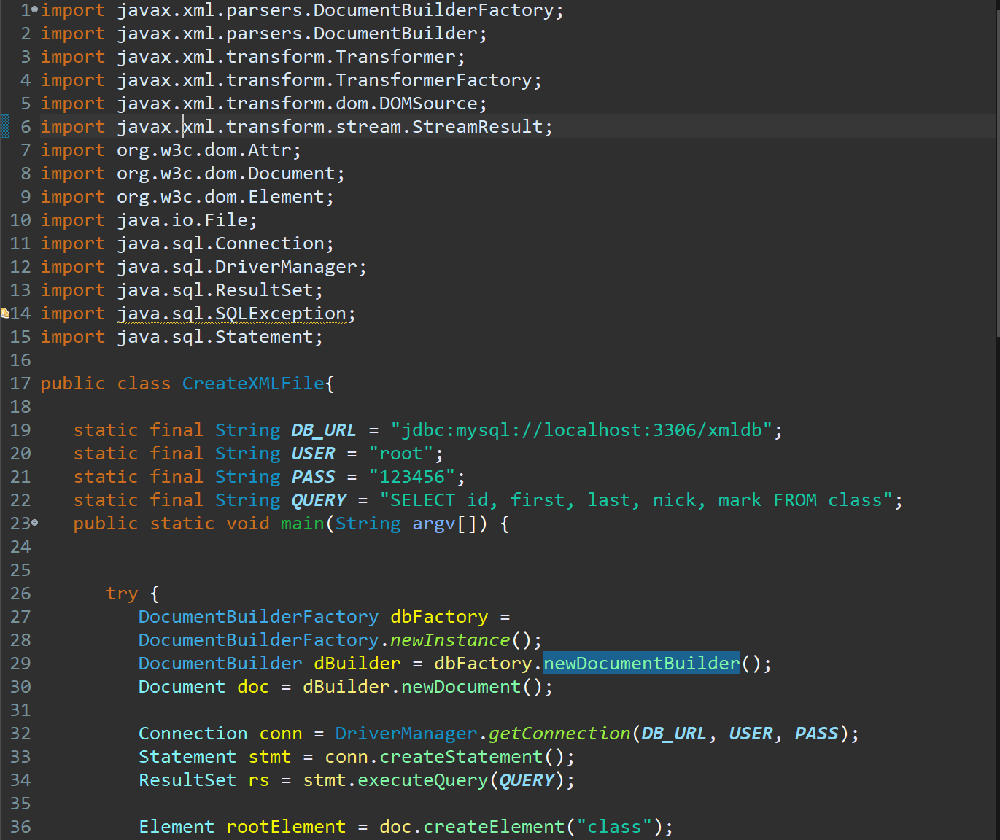 1 import javax.xml.parsers.DocumentBuilderFactory;
2 import javax.xml.parsers.DocumentBuilder;
3 import javax.xml.transform.Transformer;
4 import javax.xml.transform.TransformerFactory;
5 import javax.xml.transform.dom.DOMSource;
6 import javax.xml.transform.stream.StreamResult;
7 import org.w3c.dom.Attr;
8 import org.w3c.dom.Document;
9 import org.w3c.dom.Element;
10 import java.io.File;
11 import java.sql.Connection;
12 import java.sql.DriverManager;
13 import java.sql.ResultSet;
14 import java.sql.SQLException;
15 import java.sql.Statement;
16
17 public class CreateXMLFile{
18
19    static final String DB_URL = "jdbc:mysql://localhost:3306/xmldb";
20    static final String USER = "root";
21    static final String PASS = "123456";
22    static final String QUERY = "SELECT id, first, last, nick, mark FROM class";
23    public static void main(String argv[]) {
24
25
26       try {
27          DocumentBuilderFactory dbFactory =
28          DocumentBuilderFactory.newInstance();
29          DocumentBuilder dBuilder = dbFactory.newDocumentBuilder();
30          Document doc = dBuilder.newDocument();
31
32          Connection conn = DriverManager.getConnection(DB_URL, USER, PASS);
33          Statement stmt = conn.createStatement();
34          ResultSet rs = stmt.executeQuery(QUERY);
35
36          Element rootElement = doc.createElement("class");